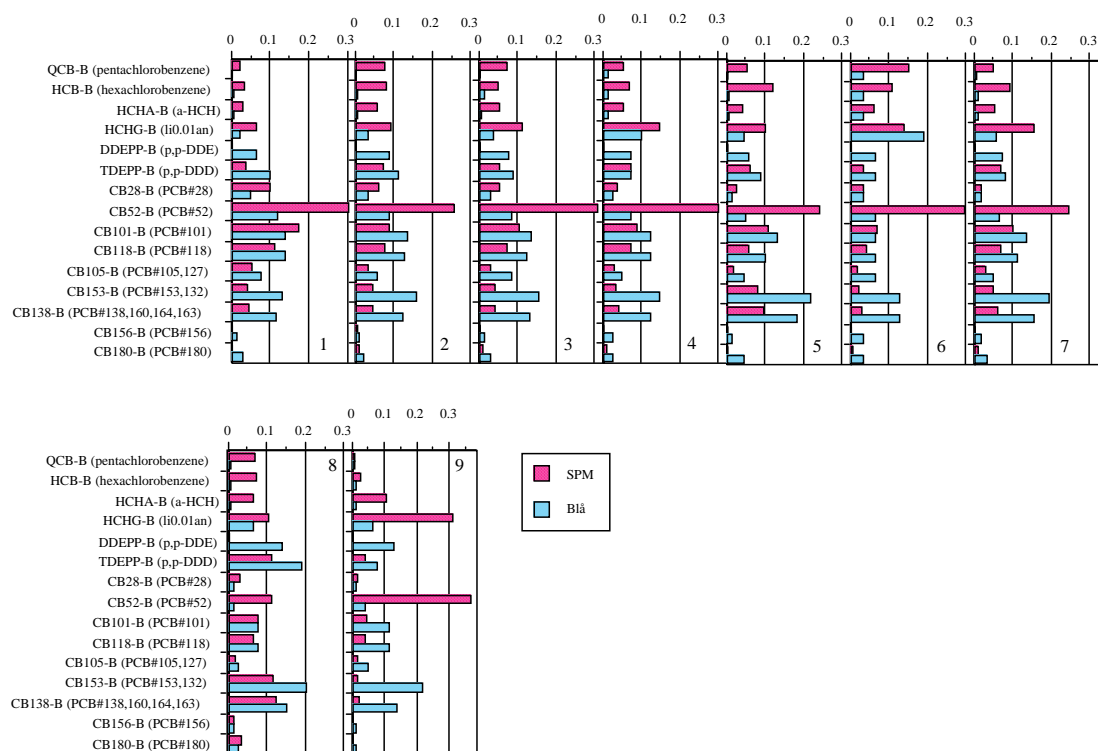 0 0.1 0.2 0.3 0 0.1 0.2 0.3 0 0.1 0.2 0.3
0 0.1 0.2 0.3 0 0.1 0.2 0.3 0 0.1 0.2 0.3 0 0.1 0.2 0.3
QCB-B (pentachlorobenzene)
HCB-B (hexachlorobenzene)
HCHA-B (a-HCH)
HCHG-B (li0.01an)
DDEPP-B (p,p-DDE)
TDEPP-B (p,p-DDD)
CB28-B (PCB#28)
CB52-B (PCB#52)
CB101-B (PCB#101)
CB118-B (PCB#118)
CB105-B (PCB#105,127)
CB153-B (PCB#153,132)
CB138-B (PCB#138,160,164,163)
CB156-B (PCB#156)
CB180-B (PCB#180)
1 2 3 4 5 6 7
0 0.1 0.2 0.3
0 0.1 0.2 0.3
QCB-B (pentachlorobenzene) 8 9
HCB-B (hexachlorobenzene)
HCHA-B (a-HCH)
HCHG-B (li0.01an)
DDEPP-B (p,p-DDE)
TDEPP-B (p,p-DDD)
CB28-B (PCB#28)
CB52-B (PCB#52)
CB101-B (PCB#101)
CB118-B (PCB#118)
CB105-B (PCB#105,127)
CB153-B (PCB#153,132)
CB138-B (PCB#138,160,164,163)
CB156-B (PCB#156)
CB180-B (PCB#180)
SPM
Blå